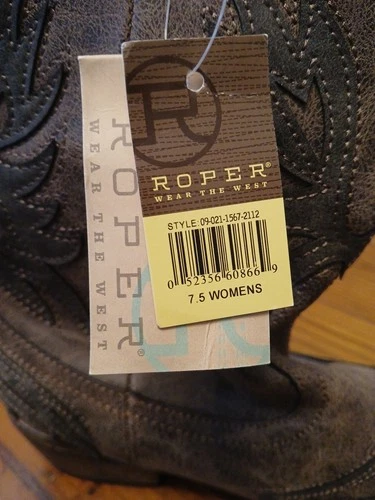 ROPER®
WEAR THE WEST
STYLE: 09-021-1567-2112
0 52356 60866 9
7.5 WOMENS
ROPER®
WEAR THE WEST